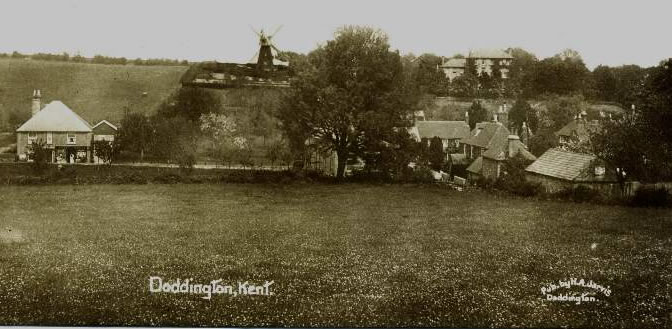 Doddington, Kent.
Pub. by H.A. Jarvis
Doddington.